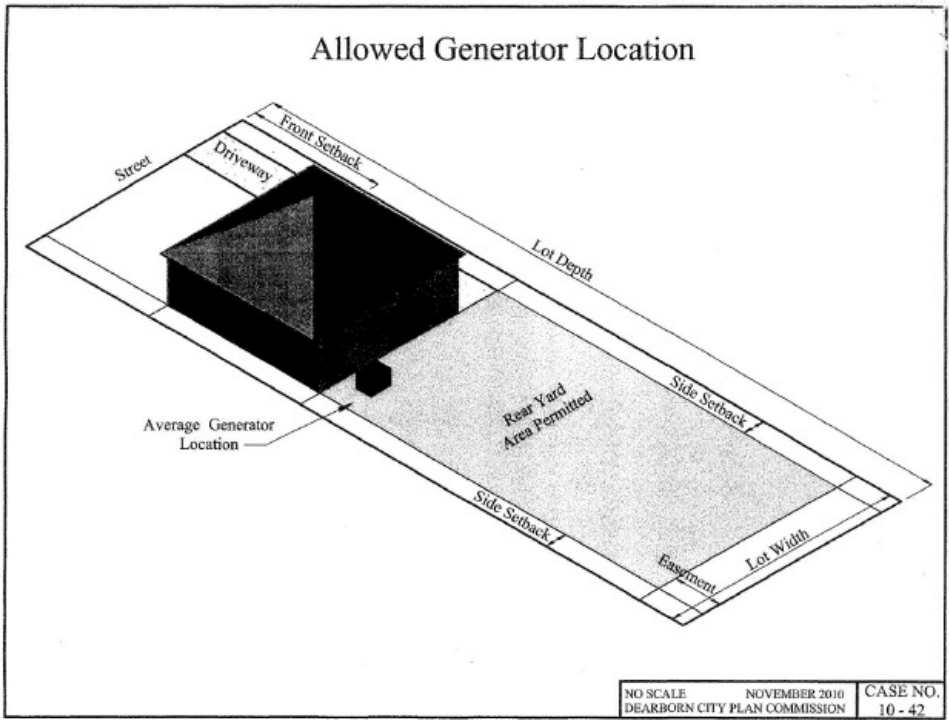 Allowed Generator Location
Front Setback
Driveway
Street
Lot Depth
Side Setback
Rear Yard
Area Permitted
Average Generator
Location
Side Setback
Easement
Lot Width
NO SCALE NOVEMBER 2010
DEARBORN CITY PLAN COMMISSION
CASE NO.
10 - 42